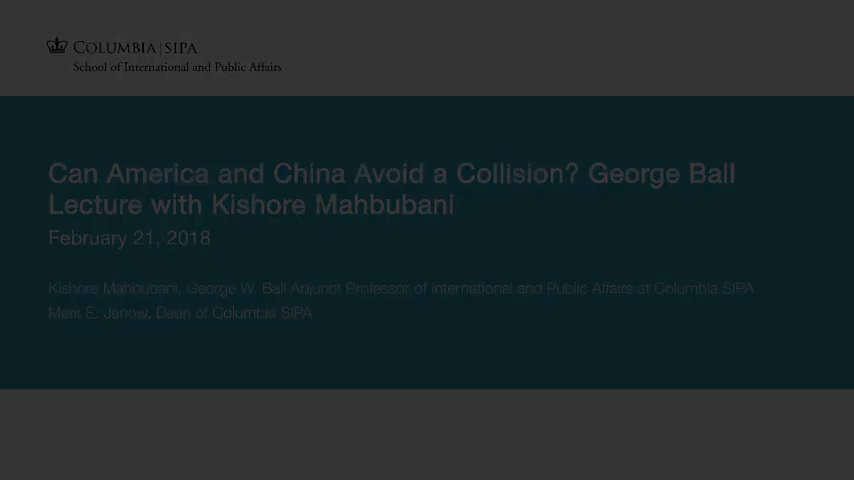 COLUMBIA | SIPA
School of International and Public Affairs
Can America and China Avoid a Collision? George Ball
Lecture with Kishore Mahbubani
February 21, 2018
Kishore Mahbubani, George W. Ball Adjunct Professor of International and Public Affairs at Columbia SIPA
Merit E. Janow, Dean of Columbia SIPA